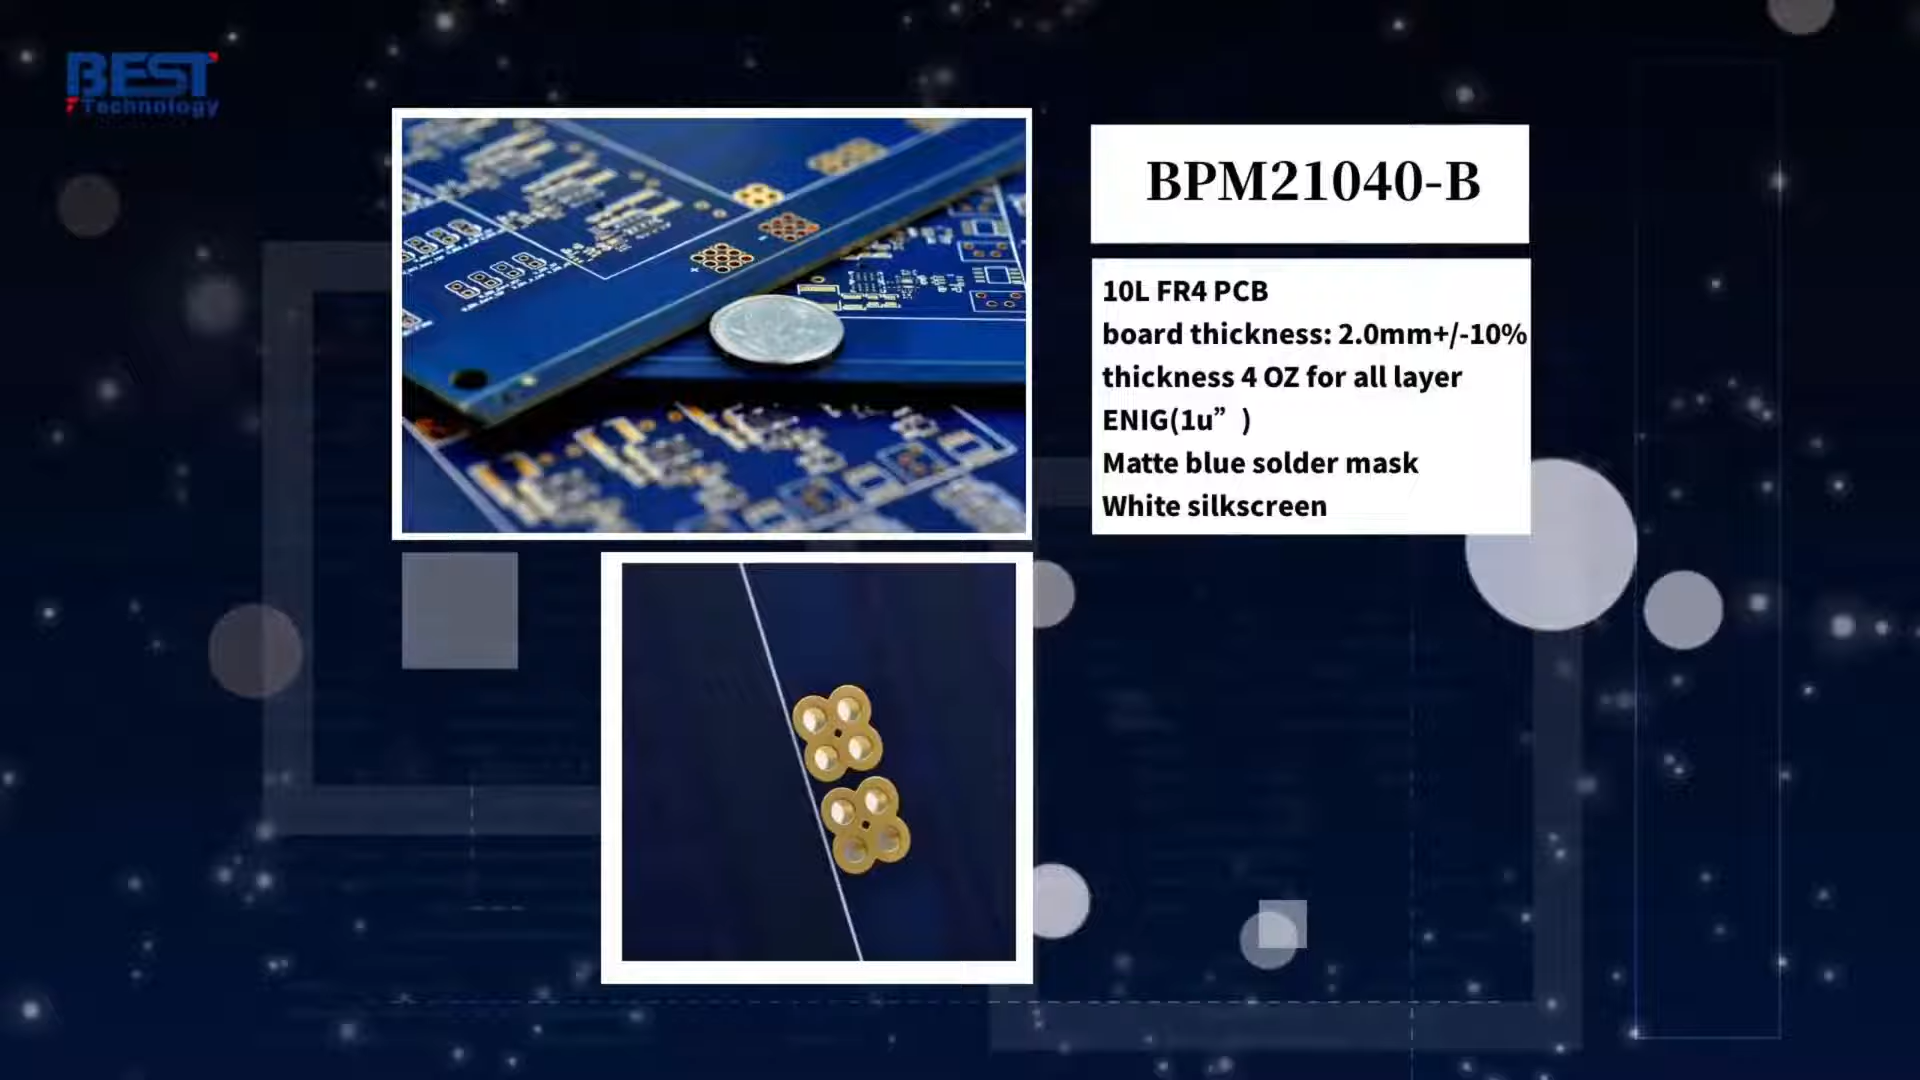 BEST
Technology
BPM21040-B
10L FR4 PCB
board thickness: 2.0mm+/-10%
thickness 4 OZ for all layer
ENIG(1u”)
Matte blue solder mask
White silkscreen